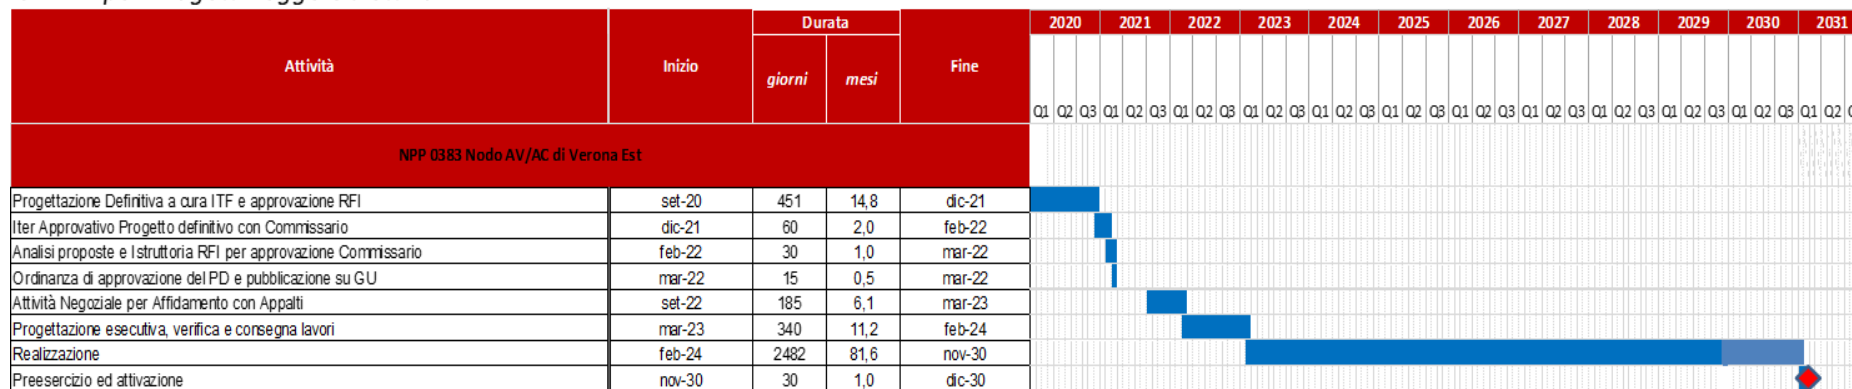 Attività Inizio Durata Fine 2020 2021 2022 2023 2024 2025 2026 2027 2028 2029 2030 2031
giorni mesi
Q1 Q2 Q3 Q1 Q2 Q3 Q1 Q2 Q3 Q1 Q2 Q3 Q1 Q2 Q3 Q1 Q2 Q3 Q1 Q2 Q3 Q1 Q2 Q3 Q1 Q2 Q3 Q1 Q2 Q3 Q1 Q2 Q3 Q1 Q2
NPP 0383 Nodo AV/AC di Verona Est
Progettazione Definitiva a cura ITF e approvazione RFI set-20 451 14,8 dic-21
Iter Approvativo Progetto definitivo con Commissario dic-21 60 2,0 feb-22
Analisi proposte e Istruttoria RFI per approvazione Commissario feb-22 30 1,0 mar-22
Ordinanza di approvazione del PD e pubblicazione su GU mar-22 15 0,5 mar-22
Attività Negoziale per Affidamento con Appalti set-22 185 6,1 mar-23
Progettazione esecutiva, verifica e consegna lavori mar-23 340 11,2 feb-24
Realizzazione feb-24 2482 81,6 nov-30
Preesercizio ed attivazione nov-30 30 1,0 dic-30